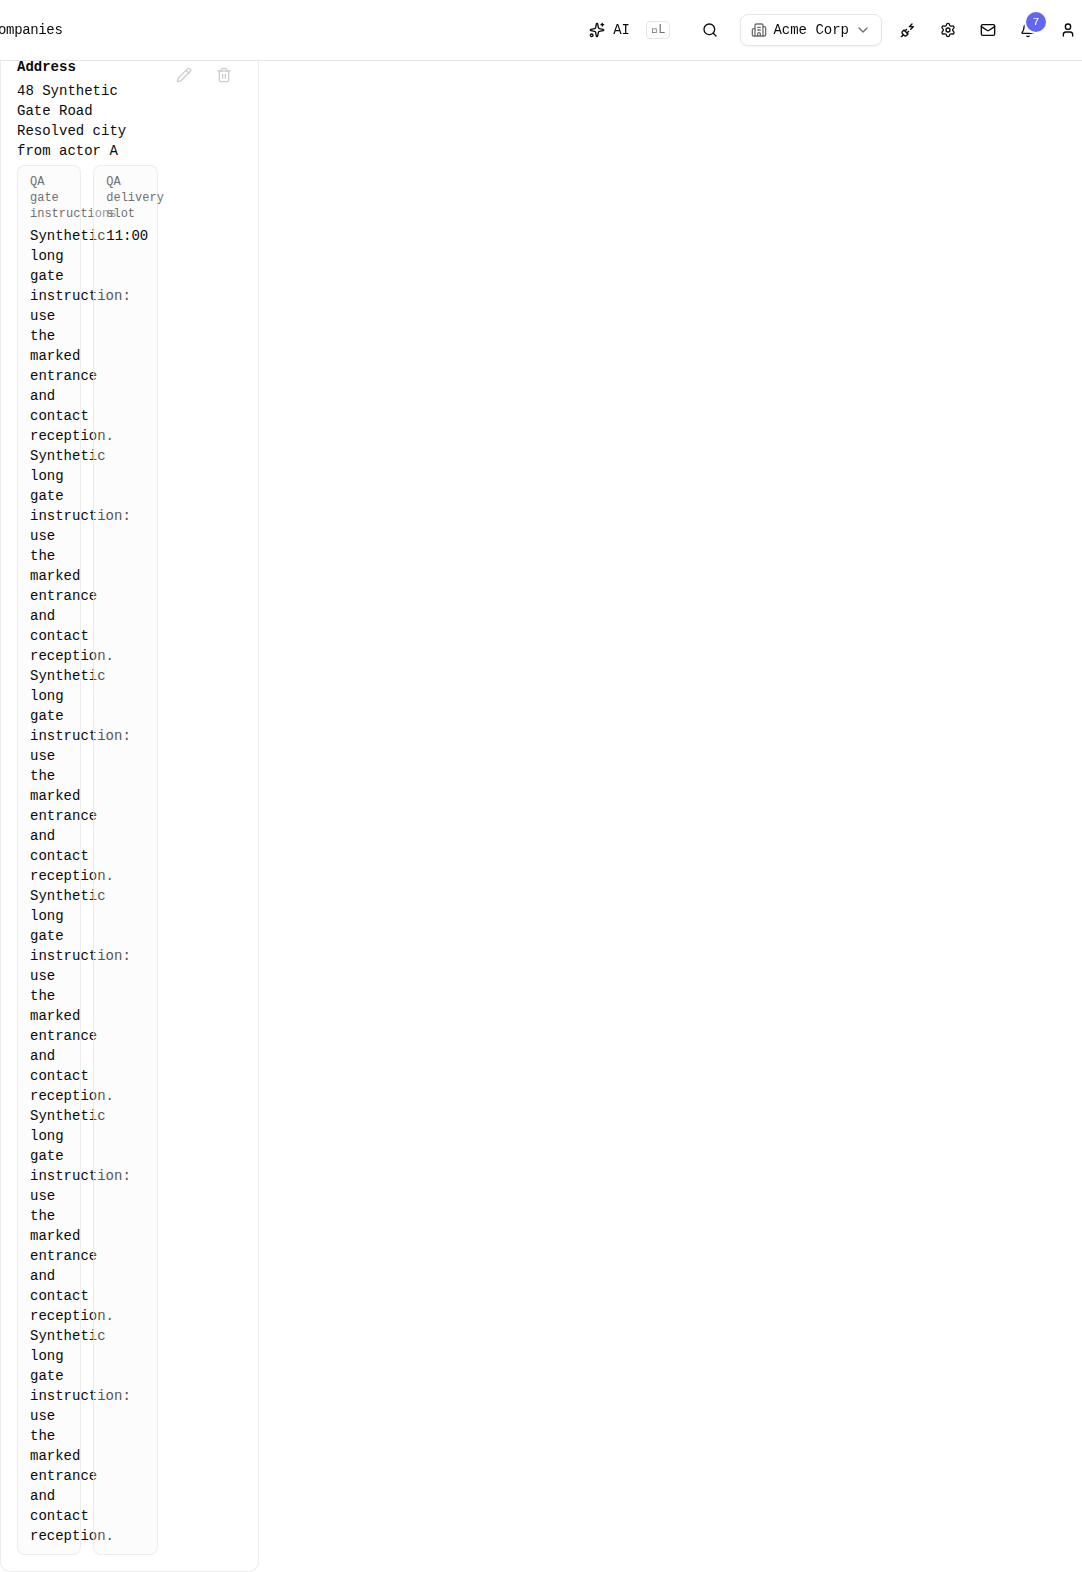 ompanies
AI
L
Acme Corp
7
Address
48 Synthetic
Gate Road
Resolved city
from actor A
QA
gate
instructions
QA
delivery
slot
Synthetic
long
gate
instruction:
use
the
marked
entrance
and
contact
reception.
Synthetic
long
gate
instruction:
use
the
marked
entrance
and
contact
reception.
Synthetic
long
gate
instruction:
use
the
marked
entrance
and
contact
reception.
Synthetic
long
gate
instruction:
use
the
marked
entrance
and
contact
reception.
Synthetic
long
gate
instruction:
use
the
marked
entrance
and
contact
reception.
Synthetic
long
gate
instruction:
use
the
marked
entrance
and
contact
reception.
11:00